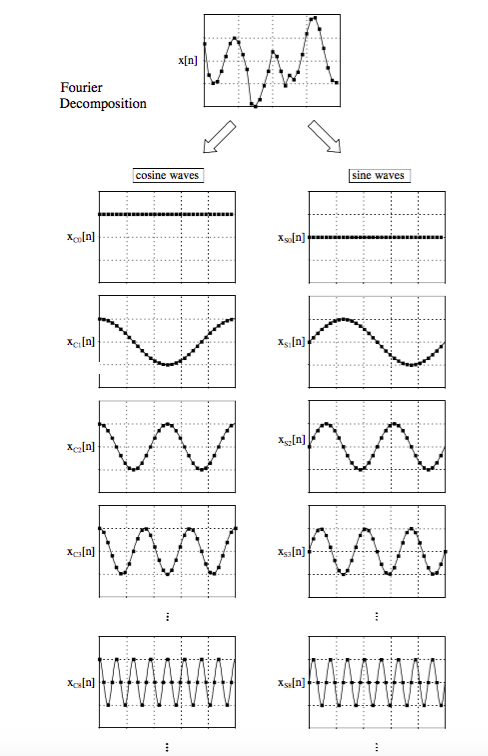 x[n]
Fourier
Decomposition
cosine waves
sine waves
xC0[n]
xS0[n]
xC1[n]
xS1[n]
xC2[n]
xS2[n]
xC3[n]
xS3[n]
xC8[n]
xS8[n]